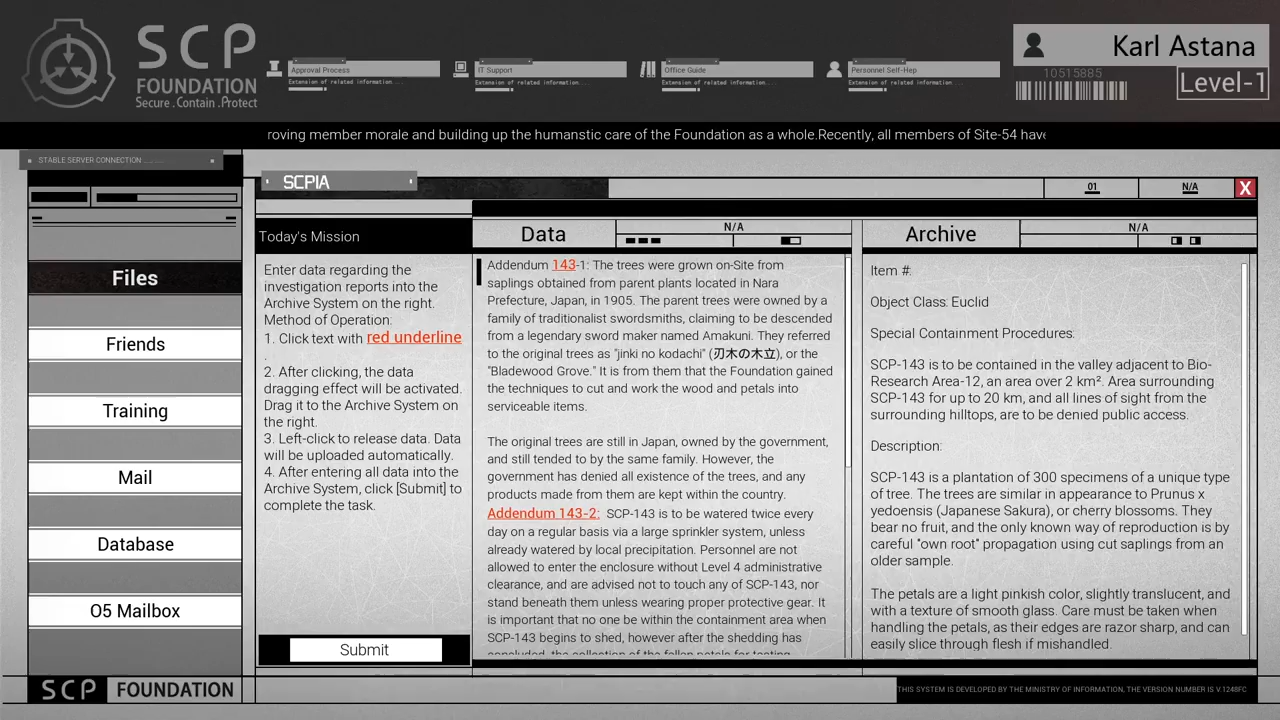 SCP
FOUNDATION
Secure .Contain .Protect
Approval Process
Extension of related information...
IT Support
Extension of related information...
Office Guide
Extension of related information...
Personnel Self-Hep
Extension of related information...
Karl Astana
10515885
Level-1
roving member morale and building up the humanstic care of the Foundation as a whole.Recently, all members of Site-54 have
STABLE SERVER CONNECTION ..........
SCPIA
01
N/A
X
Files
Friends
Training
Mail
Database
O5 Mailbox
Today's Mission
Enter data regarding the
investigation reports into the
Archive System on the right.
Method of Operation:
1. Click text with red underline
.
2. After clicking, the data
dragging effect will be activated.
Drag it to the Archive System on
the right.
3. Left-click to release data. Data
will be uploaded automatically.
4. After entering all data into the
Archive System, click [Submit] to
complete the task.
Submit
Data
N/A
Addendum 143-1: The trees were grown on-Site from
saplings obtained from parent plants located in Nara
Prefecture, Japan, in 1905. The parent trees were owned by a
family of traditionalist swordsmiths, claiming to be descended
from a legendary sword maker named Amakuni. They referred
to the original trees as "jinki no kodachi" (刃木の木立), or the
"Bladewood Grove." It is from them that the Foundation gained
the techniques to cut and work the wood and petals into
serviceable items.
The original trees are still in Japan, owned by the government,
and still tended to by the same family. However, the
government has denied all existence of the trees, and any
products made from them are kept within the country.
Addendum 143-2: SCP-143 is to be watered twice every
day on a regular basis via a large sprinkler system, unless
already watered by local precipitation. Personnel are not
allowed to enter the enclosure without Level 4 administrative
clearance, and are advised not to touch any of SCP-143, nor
stand beneath them unless wearing proper protective gear. It
is important that no one be within the containment area when
SCP-143 begins to shed, however after the shedding has
concluded, the collection of the fallen petals for testing
Archive
N/A
Item #:
Object Class: Euclid
Special Containment Procedures:
SCP-143 is to be contained in the valley adjacent to Bio-
Research Area-12, an area over 2 km². Area surrounding
SCP-143 for up to 20 km, and all lines of sight from the
surrounding hilltops, are to be denied public access.
Description:
SCP-143 is a plantation of 300 specimens of a unique type
of tree. The trees are similar in appearance to Prunus x
yedoensis (Japanese Sakura), or cherry blossoms. They
bear no fruit, and the only known way of reproduction is by
careful "own root" propagation using cut saplings from an
older sample.
The petals are a light pinkish color, slightly translucent, and
with a texture of smooth glass. Care must be taken when
handling the petals, as their edges are razor sharp, and can
easily slice through flesh if mishandled.
SCP FOUNDATION
THIS SYSTEM IS DEVELOPED BY THE MINISTRY OF INFORMATION, THE VERSION NUMBER IS V.1248FC